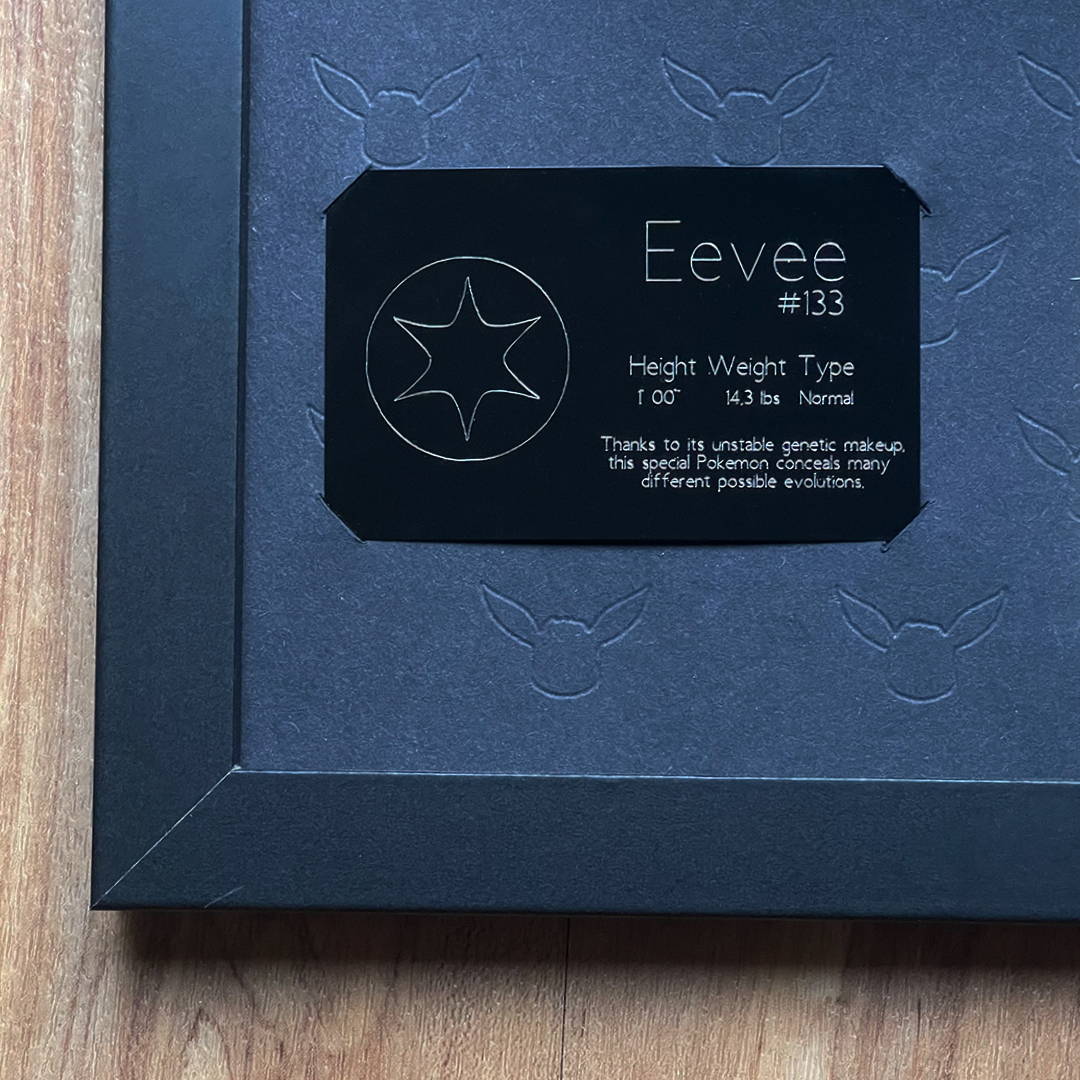 Eevee
#133
Height Weight Type
1' 00" 14.3 lbs Normal
Thanks to its unstable genetic makeup,
this special Pokemon conceals many
different possible evolutions.